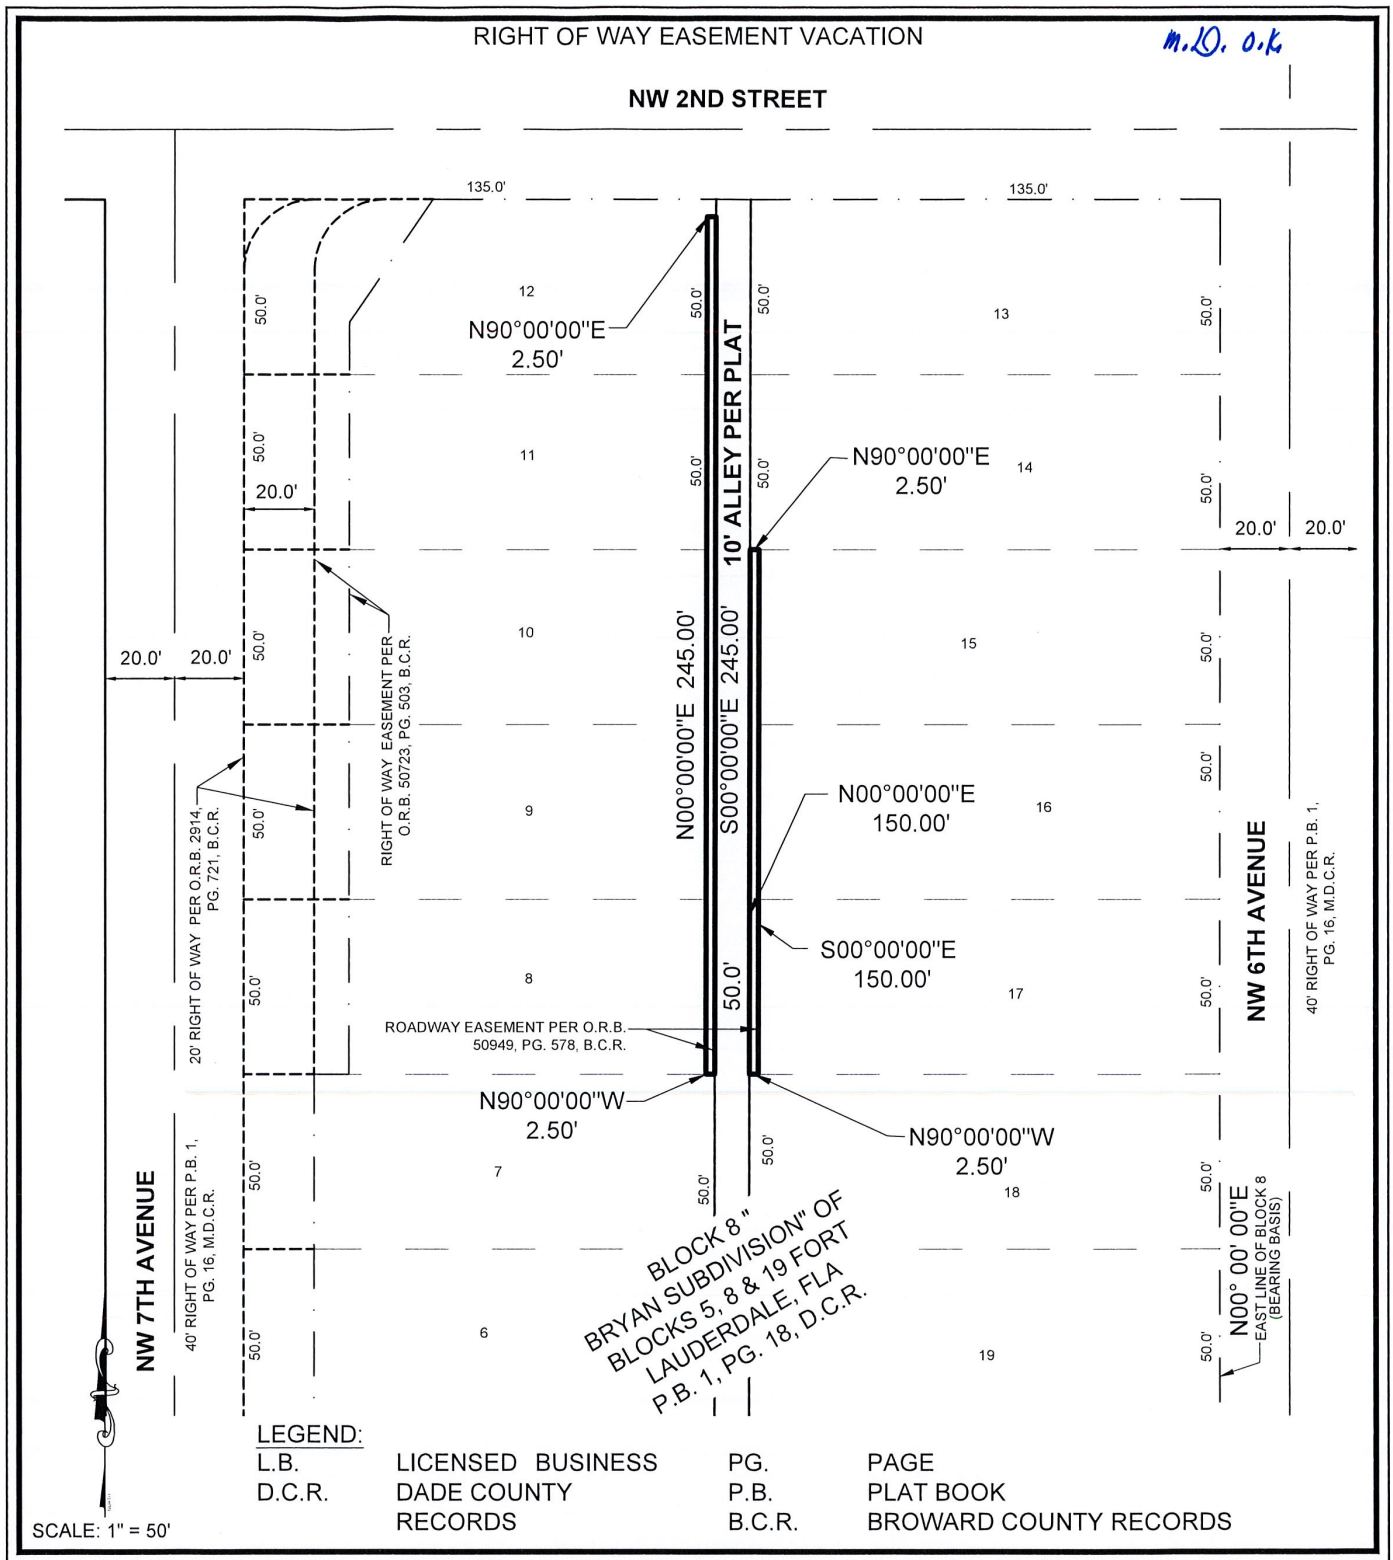 RIGHT OF WAY EASEMENT VACATION
M.D. O.K.
NW 2ND STREET
135.0'
135.0'
50.0'
12
50.0'
50.0'
13
50.0'
N90°00'00"E
2.50'
10' ALLEY PER PLAT
50.0'
11
50.0'
50.0'
N90°00'00"E
2.50'
14
50.0'
20.0'
20.0'
20.0'
50.0'
10
15
50.0'
20.0'
20.0'
RIGHT OF WAY EASEMENT PER
O.R.B. 50723, PG. 503, B.C.R.
N00°00'00"E 245.00'
S00°00'00"E 245.00'
50.0'
9
N00°00'00"E
150.00'
16
50.0'
20' RIGHT OF WAY PER O.R.B. 2914,
PG. 721, B.C.R.
NW 6TH AVENUE
40' RIGHT OF WAY PER P.B. 1,
PG. 16, M.D.C.R.
50.0'
8
50.0'
S00°00'00"E
150.00'
17
50.0'
ROADWAY EASEMENT PER O.R.B.
50949, PG. 578, B.C.R.
N90°00'00"W
2.50'
N90°00'00"W
2.50'
NW 7TH AVENUE
40' RIGHT OF WAY PER P.B. 1,
PG. 16, M.D.C.R.
50.0'
7
50.0'
50.0'
18
50.0'
BLOCK 8 "
BRYAN SUBDIVISION" OF
BLOCKS 5, 8 & 19 FORT
LAUDERDALE, FLA
P.B. 1, PG. 18, D.C.R.
N00° 00' 00"E
EAST LINE OF BLOCK 8
(BEARING BASIS)
50.0'
6
19
50.0'
LEGEND:
L.B. LICENSED BUSINESS PG. PAGE
D.C.R. DADE COUNTY P.B. PLAT BOOK
RECORDS B.C.R. BROWARD COUNTY RECORDS
SCALE: 1" = 50'